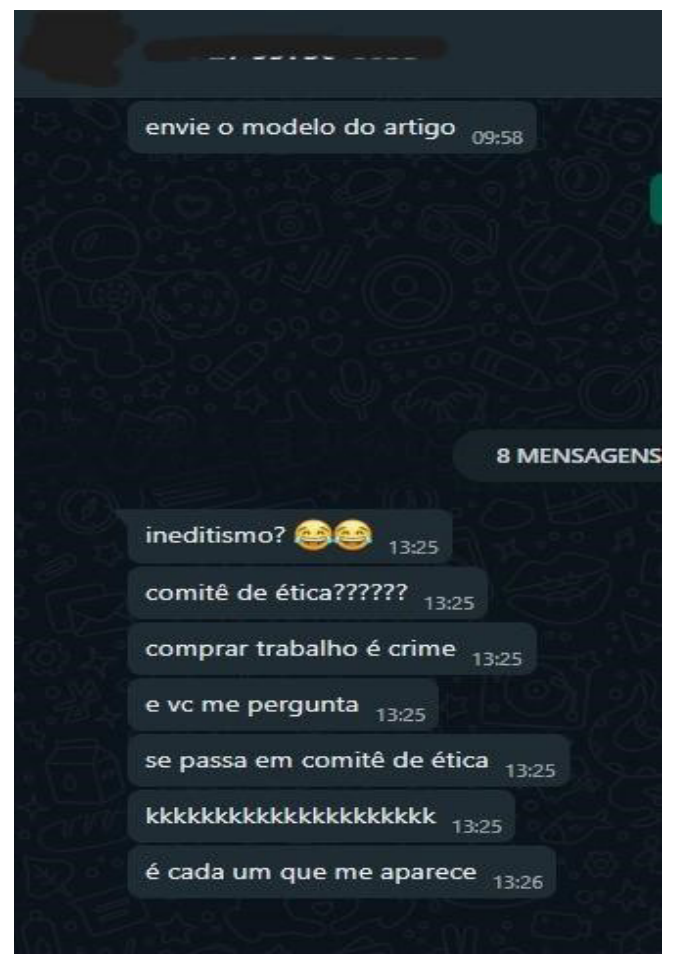 envie o modelo do artigo 09:58
8 MENSAGENS
ineditismo? 😂😂 13:25
comitê de ética?????? 13:25
comprar trabalho é crime 13:25
e vc me pergunta 13:25
se passa em comitê de ética 13:25
kkkkkkkkkkkkkkkkkkkkk 13:25
é cada um que me aparece 13:26